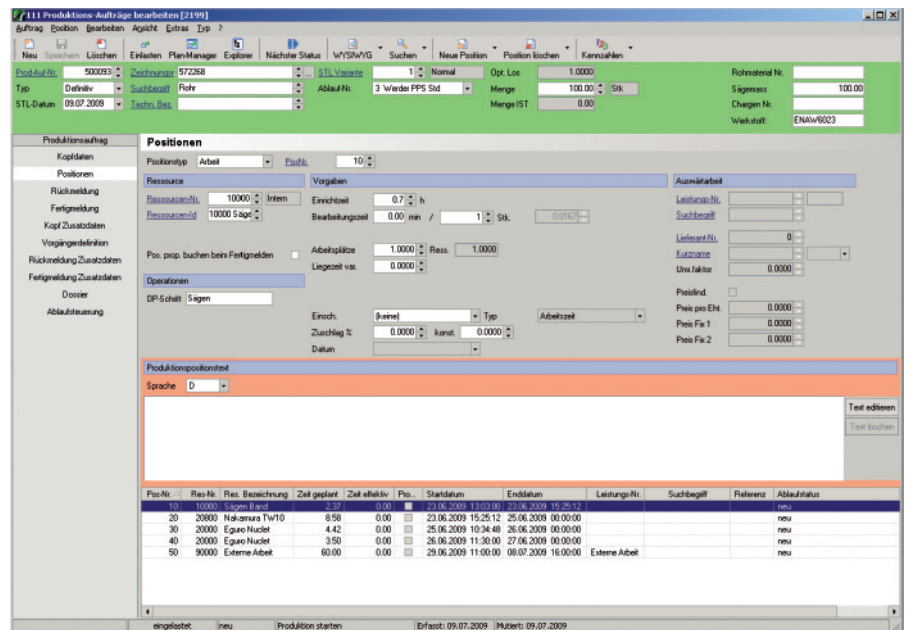 111 Produktions-Aufträge bearbeiten [2199]
Auftrag Position Bearbeiten Ansicht Extras Typ ?
Neu Speichern Löschen Einlasten Plan-Manager Explorer Nächster Status WYSIWYG Suchen Neue Position Position löschen Kennzahlen
Prod-Auf-Nr. 500093 Zeichnungsnr 572268 ... STL Variante 1 Normal Opt. Los 1.0000 Rohmaterial Nr.
Typ Definitiv Suchbegriff Rohr Ablauf-Nr. 3 Werder PPS Std Menge 100.00 Stk Sägemass 100.00
STL-Datum 09.07.2009 Techn. Bez. Menge IST 0.00 Chargen Nr.
Werkstoff: ENAW6023
Produktionsauftrag
Kopfdaten
Positionen
Rückmeldung
Fertigmeldung
Kopf Zusatzdaten
Vorgängerdefinition
Rückmeldung Zusatzdaten
Fertigmeldung Zusatzdaten
Dossier
Ablaufsteuerung
Positionen
Positionstyp Arbeit PosNr. 10
Ressource Vorgaben Auswärtsarbeit
Ressourcen-Nr. 10000 Intern Einrichtzeit 0.7 h Leistungs-Nr.
Ressourcen-Id 10000 Säge Bearbeitungszeit 0.00 min / 1 Stk. 0.0167 Suchbegriff
Lieferant-Nr. 0
Pos. prop. buchen beim Fertigmelden Arbeitsplätze 1.0000 Ress. 1.0000 Kurzname
Liegezeit var. 0.0000 Ums.faktor 0.0000
Operationen
OP-Schritt Sägen Preisfind.
Einsch. (keine) Typ Arbeitszeit Preis pro Eht. 0.0000
Zuschlag % 0.0000 konst. 0.0000 Preis Fix 1 0.0000
Datum Preis Fix 2 0.0000
Produktionspositionstext
Sprache D
Text editieren
Text löschen
Pos-Nr. Res-Nr. Res. Bezeichnung Zeit geplant Zeit effektiv Pro... Startdatum Enddatum Leistungs-Nr. Suchbegriff Referenz Ablaufstatus
10 10000 Sägen Band 2.37 0.00 23.06.2009 13:03:00 23.06.2009 15:25:12 neu
20 20800 Nakamura TW10 8.58 0.00 23.06.2009 15:25:12 25.06.2009 00:00:00 neu
30 20000 Eguro Nuclet 4.42 0.00 25.06.2009 10:34:48 26.06.2009 00:00:00 neu
40 20000 Eguro Nuclet 3.50 0.00 26.06.2009 11:30:00 27.06.2009 00:00:00 neu
50 90000 Externe Arbeit 60.00 0.00 29.06.2009 11:00:00 08.07.2009 16:00:00 Externe Arbeit neu
eingelastet neu Produktion starten Erfasst: 09.07.2009 Mutiert: 09.07.2009